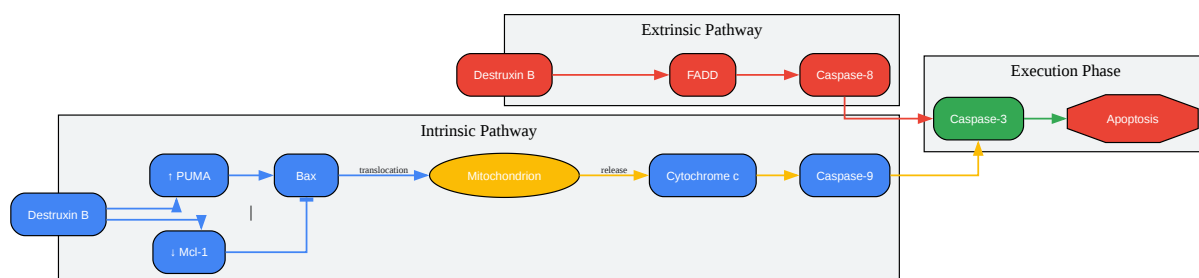 Extrinsic Pathway
Destruxin B
FADD
Caspase-8
Execution Phase
Caspase-3
Apoptosis
Intrinsic Pathway
Destruxin B
↑ PUMA
↓ Mcl-1
|
Bax
translocation
Mitochondrion
release
Cytochrome c
Caspase-9